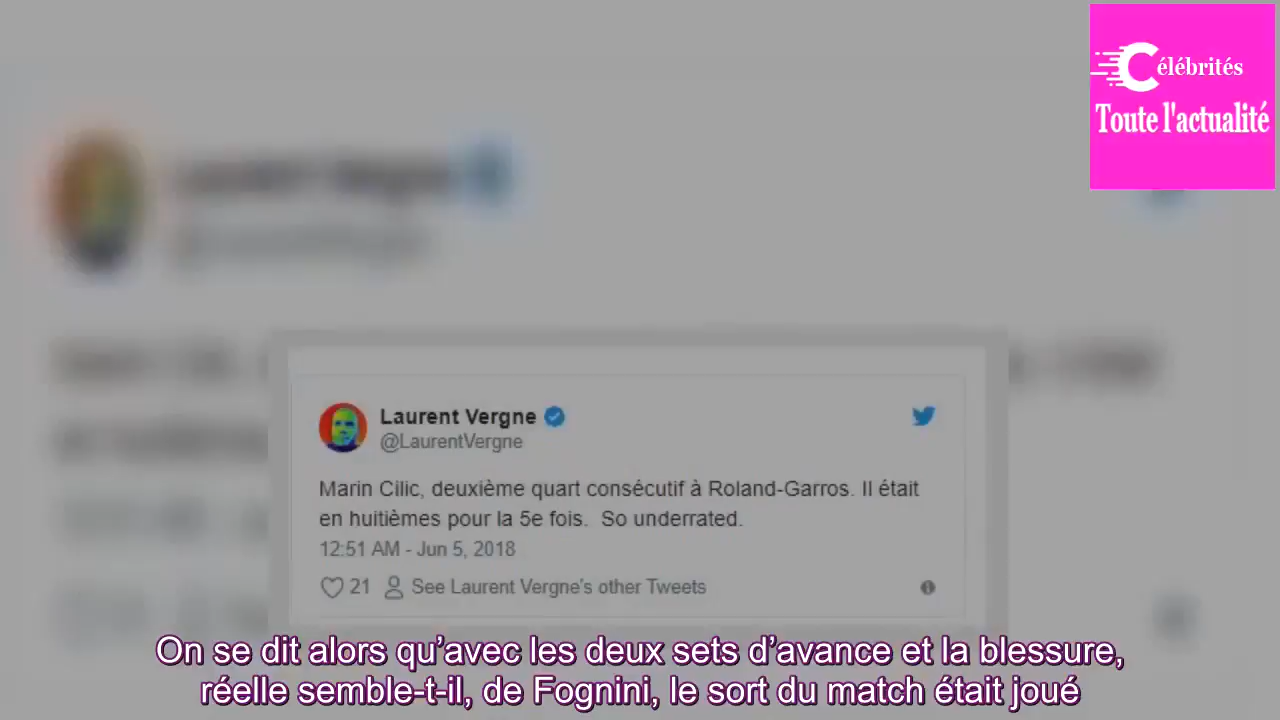 Célébrités
Toute l'actualité
Laurent Vergne
@LaurentVergne
Marin Cilic, deuxième quart consécutif à Roland-Garros. Il était
en huitièmes pour la 5e fois. So underrated.
12:51 AM - Jun 5, 2018
21 See Laurent Vergne's other Tweets
On se dit alors qu’avec les deux sets d’avance et la blessure,
réelle semble-t-il, de Fognini, le sort du match était joué